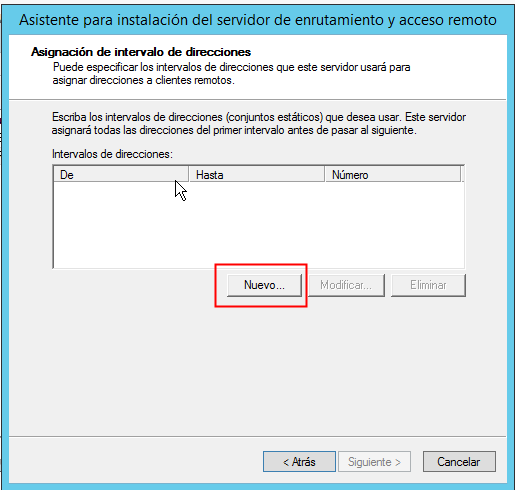 Asistente para instalación del servidor de enrutamiento y acceso remoto
Asignación de intervalo de direcciones
Puede especificar los intervalos de direcciones que este servidor usará para
asignar direcciones a clientes remotos.
Escriba los intervalos de direcciones (conjuntos estáticos) que desea usar. Este servidor
asignará todas las direcciones del primer intervalo antes de pasar al siguiente.
Intervalos de direcciones:
De Hasta Número
Nuevo... Modificar... Eliminar
< Atrás Siguiente > Cancelar